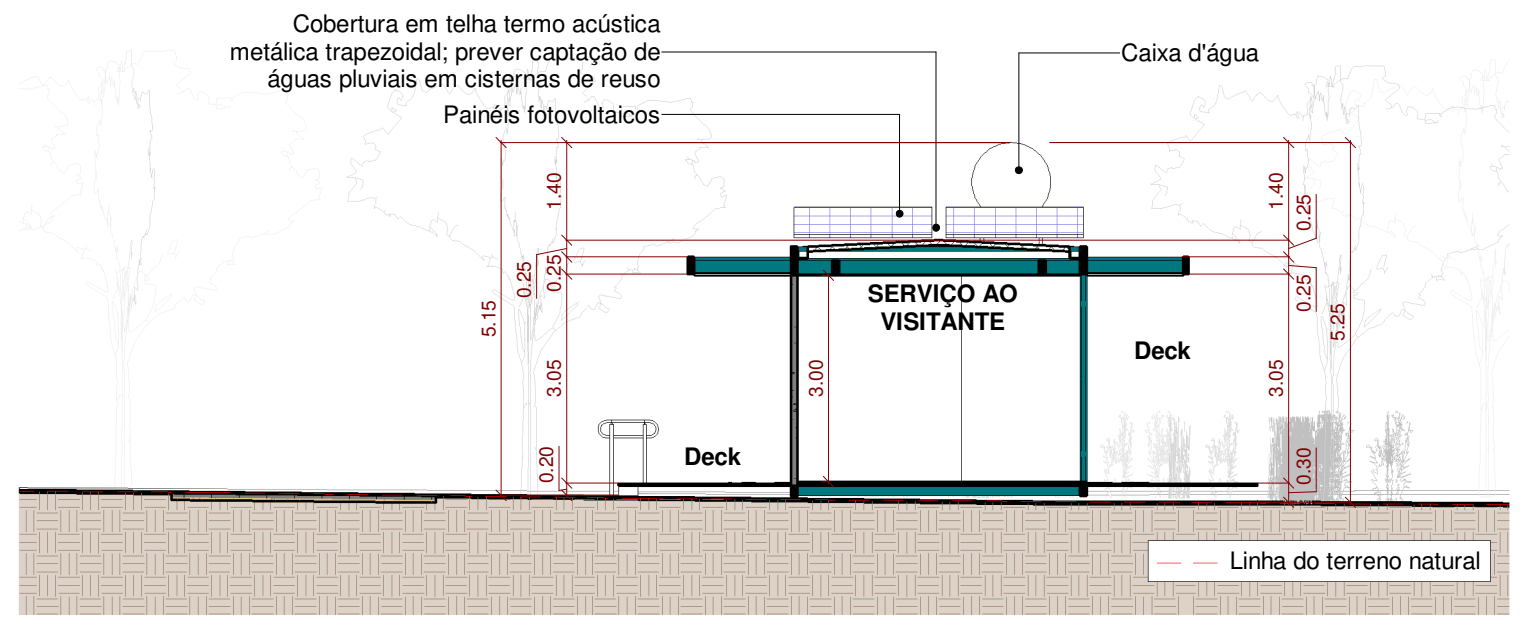 Cobertura em telha termo acústica
metálica trapezoidal; prever captação de
águas pluviais em cisternas de reuso
Caixa d'água
Painéis fotovoltaicos
1.40
1.40
0.25
0.25
0.25
0.25
5.15
5.25
SERVIÇO AO
VISITANTE
Deck
3.05
3.00
3.05
Deck
0.20
0.30
Linha do terreno natural